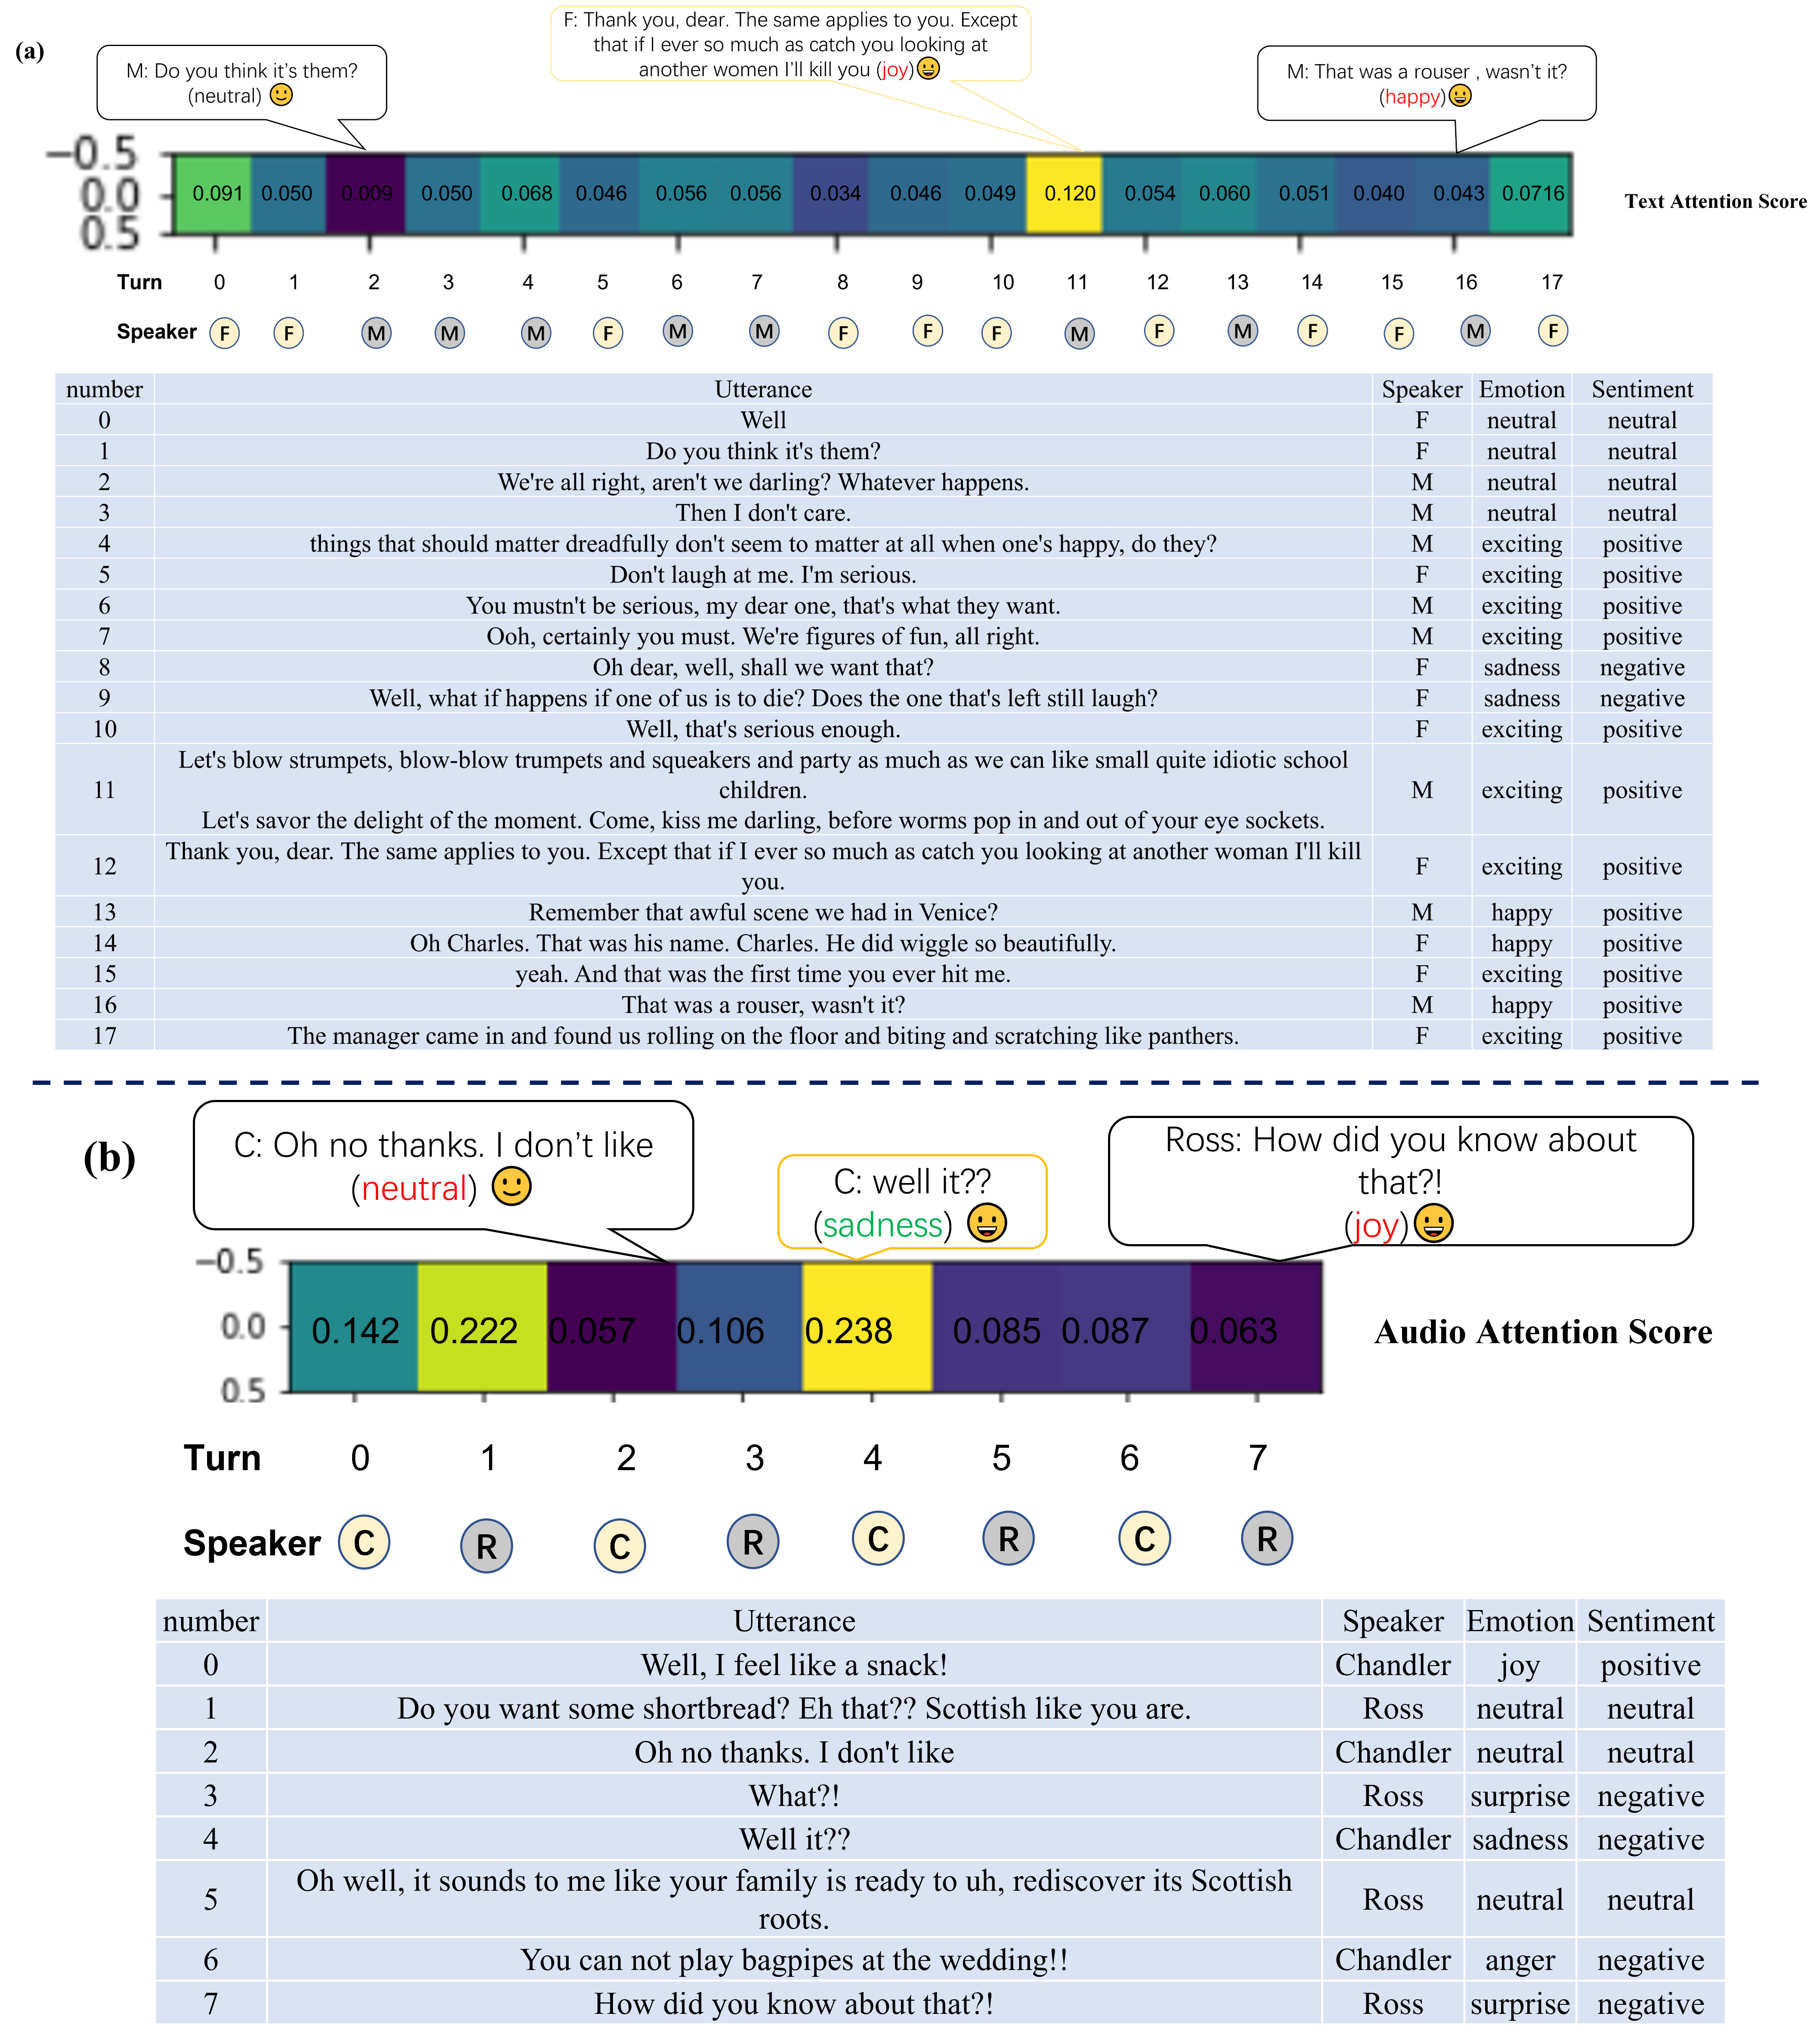 (a)
M: Do you think it's them?
(neutral)
F: Thank you, dear. The same applies to you. Except
that if I ever so much as catch you looking at
another women I'll kill you (joy)
M: That was a rouser , wasn't it?
(happy)
−0.5
0.0
0.5
0.091 0.050 0.009 0.050 0.068 0.046 0.056 0.056 0.034 0.046 0.049 0.120 0.054 0.060 0.051 0.040 0.043 0.0716
Text Attention Score
Turn 0 1 2 3 4 5 6 7 8 9 10 11 12 13 14 15 16 17
Speaker F F M M M F M M F F F M F M F F M F
number Utterance Speaker Emotion Sentiment
0 Well F neutral neutral
1 Do you think it's them? F neutral neutral
2 We're all right, aren't we darling? Whatever happens. M neutral neutral
3 Then I don't care. M neutral neutral
4 things that should matter dreadfully don't seem to matter at all when one's happy, do they? M exciting positive
5 Don't laugh at me. I'm serious. F exciting positive
6 You mustn't be serious, my dear one, that's what they want. M exciting positive
7 Ooh, certainly you must. We're figures of fun, all right. M exciting positive
8 Oh dear, well, shall we want that? F sadness negative
9 Well, what if happens if one of us is to die? Does the one that's left still laugh? F sadness negative
10 Well, that's serious enough. F exciting positive
Let's blow strumpets, blow-blow trumpets and squeakers and party as much as we can like small quite idiotic school
11 children. M exciting positive
Let's savor the delight of the moment. Come, kiss me darling, before worms pop in and out of your eye sockets.
Thank you, dear. The same applies to you. Except that if I ever so much as catch you looking at another woman I'll kill
12 you. F exciting positive
13 Remember that awful scene we had in Venice? M happy positive
14 Oh Charles. That was his name. Charles. He did wiggle so beautifully. F happy positive
15 yeah. And that was the first time you ever hit me. F exciting positive
16 That was a rouser, wasn't it? M happy positive
17 The manager came in and found us rolling on the floor and biting and scratching like panthers. F exciting positive
(b)
C: Oh no thanks. I don't like
(neutral)
C: well it??
(sadness)
Ross: How did you know about
that?!
(joy)
−0.5
0.0
0.5
0.142 0.222 0.057 0.106 0.238 0.085 0.087 0.063
Audio Attention Score
Turn 0 1 2 3 4 5 6 7
Speaker C R C R C R C R
number Utterance Speaker Emotion Sentiment
0 Well, I feel like a snack! Chandler joy positive
1 Do you want some shortbread? Eh that?? Scottish like you are. Ross neutral neutral
2 Oh no thanks. I don't like Chandler neutral neutral
3 What?! Ross surprise negative
4 Well it?? Chandler sadness negative
5 Oh well, it sounds to me like your family is ready to uh, rediscover its Scottish Ross neutral neutral
roots.
6 You can not play bagpipes at the wedding!! Chandler anger negative
7 How did you know about that?! Ross surprise negative